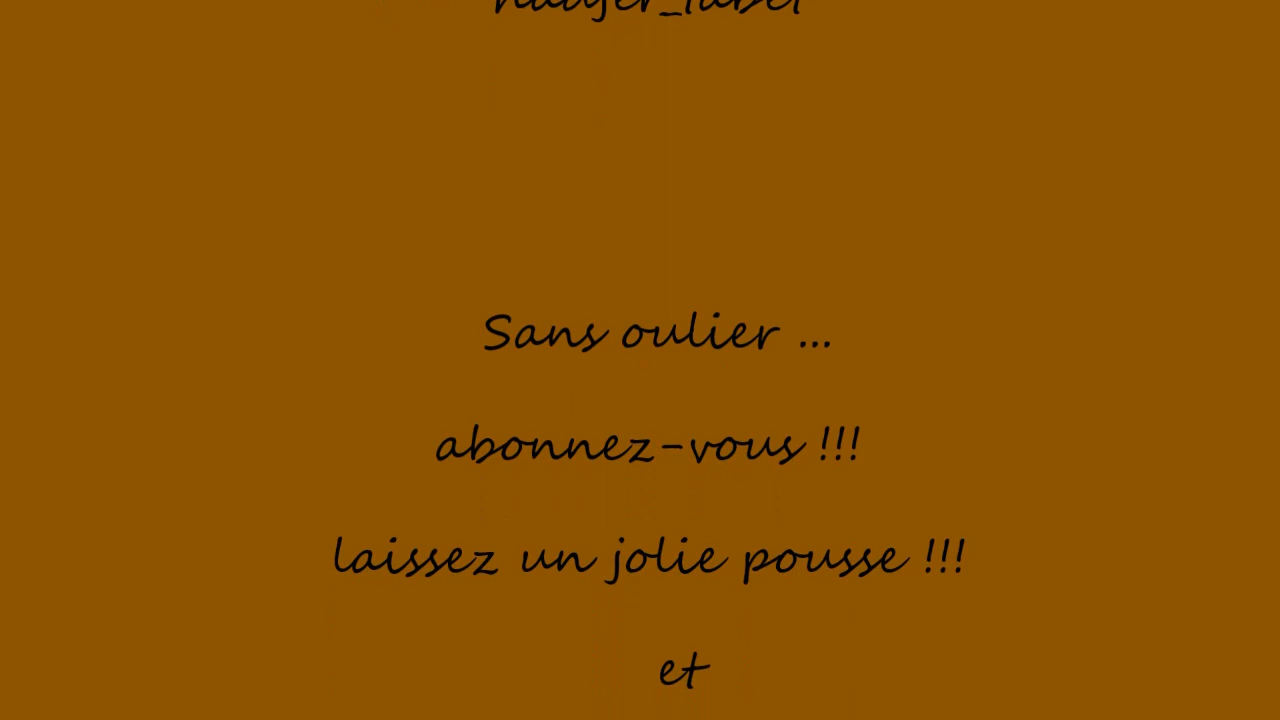 Sans oulier ...
abonnez-vous !!!
laissez un jolie pousse !!!
et